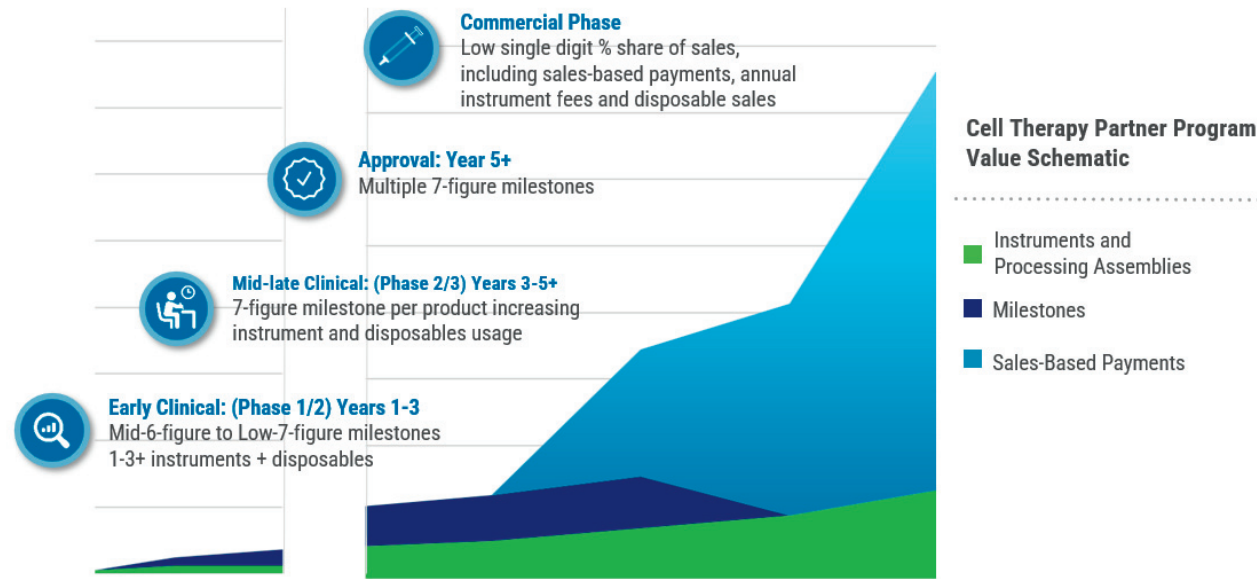 Commercial Phase
Low single digit % share of sales,
including sales-based payments, annual
instrument fees and disposable sales
Approval: Year 5+
Multiple 7-figure milestones
Mid-late Clinical: (Phase 2/3) Years 3-5+
7-figure milestone per product increasing
instrument and disposables usage
Early Clinical: (Phase 1/2) Years 1-3
Mid-6-figure to Low-7-figure milestones
1-3+ instruments + disposables
Cell Therapy Partner Program
Value Schematic
Instruments and
Processing Assemblies
Milestones
Sales-Based Payments